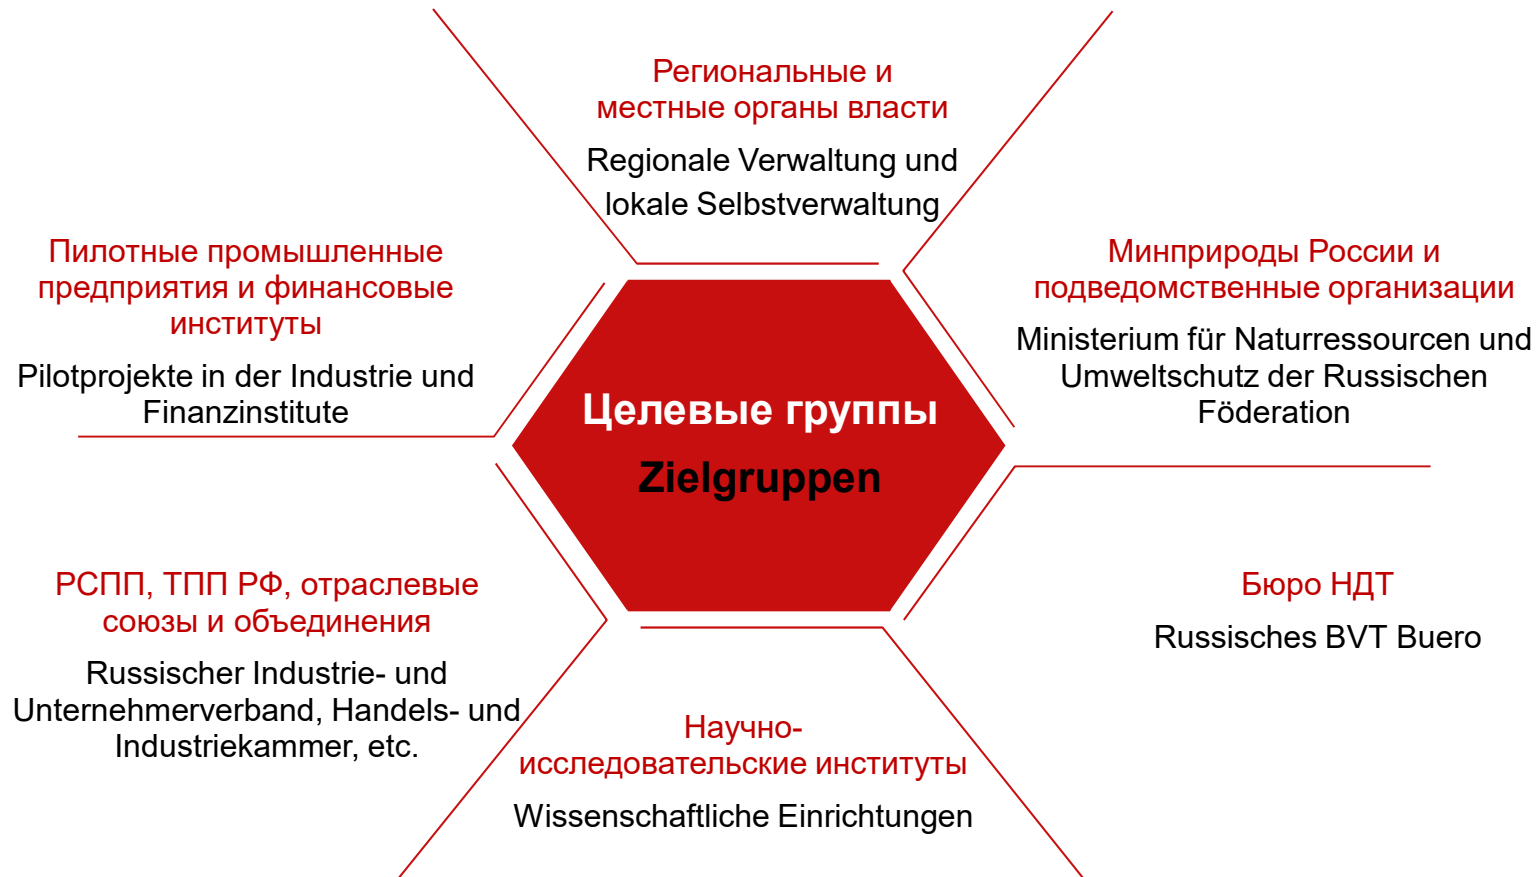 Региональные и
местные органы власти
Regionale Verwaltung und
lokale Selbstverwaltung
Пилотные промышленные
предприятия и финансовые
институты
Pilotprojekte in der Industrie und
Finanzinstitute
Минприроды России и
подведомственные организации
Ministerium für Naturressourcen und
Umweltschutz der Russischen
Föderation
Целевые группы
Zielgruppen
РСПП, ТПП РФ, отраслевые
союзы и объединения
Russischer Industrie- und
Unternehmerverband, Handels- und
Industriekammer, etc.
Бюро НДТ
Russisches BVT Buero
Научно-
исследовательские институты
Wissenschaftliche Einrichtungen